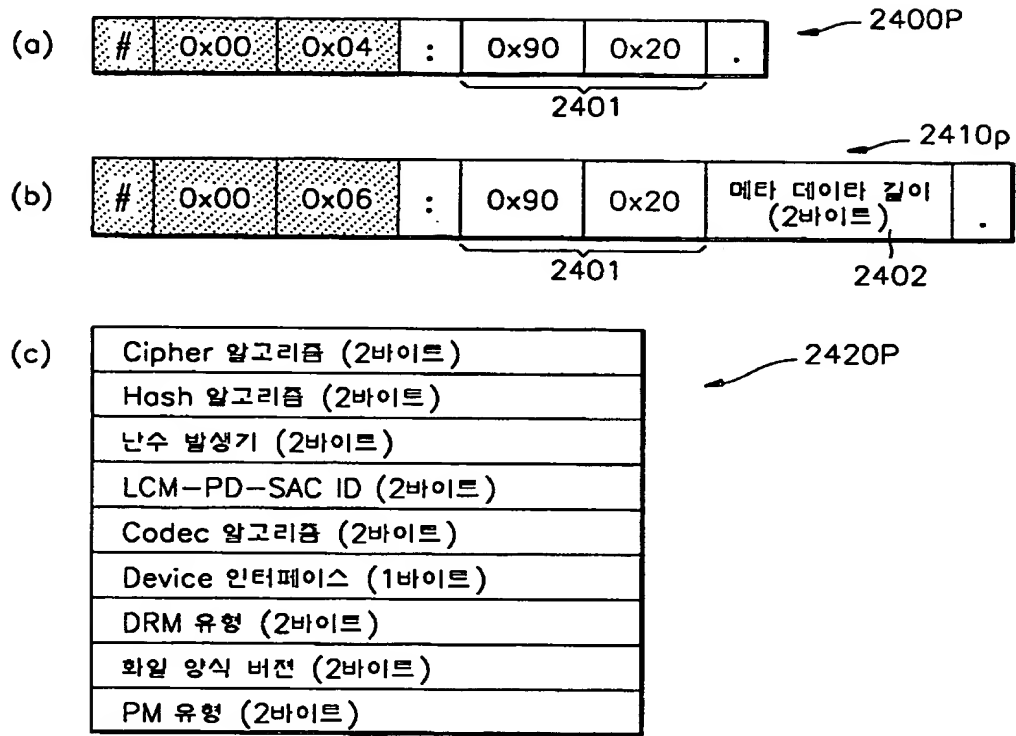 (a) # 0x00 0x04 : 0x90 0x20 . 2400P
2401
(b) # 0x00 0x06 : 0x90 0x20 메타 데이타 길이 (2바이트) . 2410p
2401 2402
(c) 2420P
Cipher 알고리즘 (2바이트)
Hash 알고리즘 (2바이트)
난수 발생기 (2바이트)
LCM-PD-SAC ID (2바이트)
Codec 알고리즘 (2바이트)
Device 인터페이스 (1바이트)
DRM 유형 (2바이트)
화일 양식 버젼 (2바이트)
PM 유형 (2바이트)